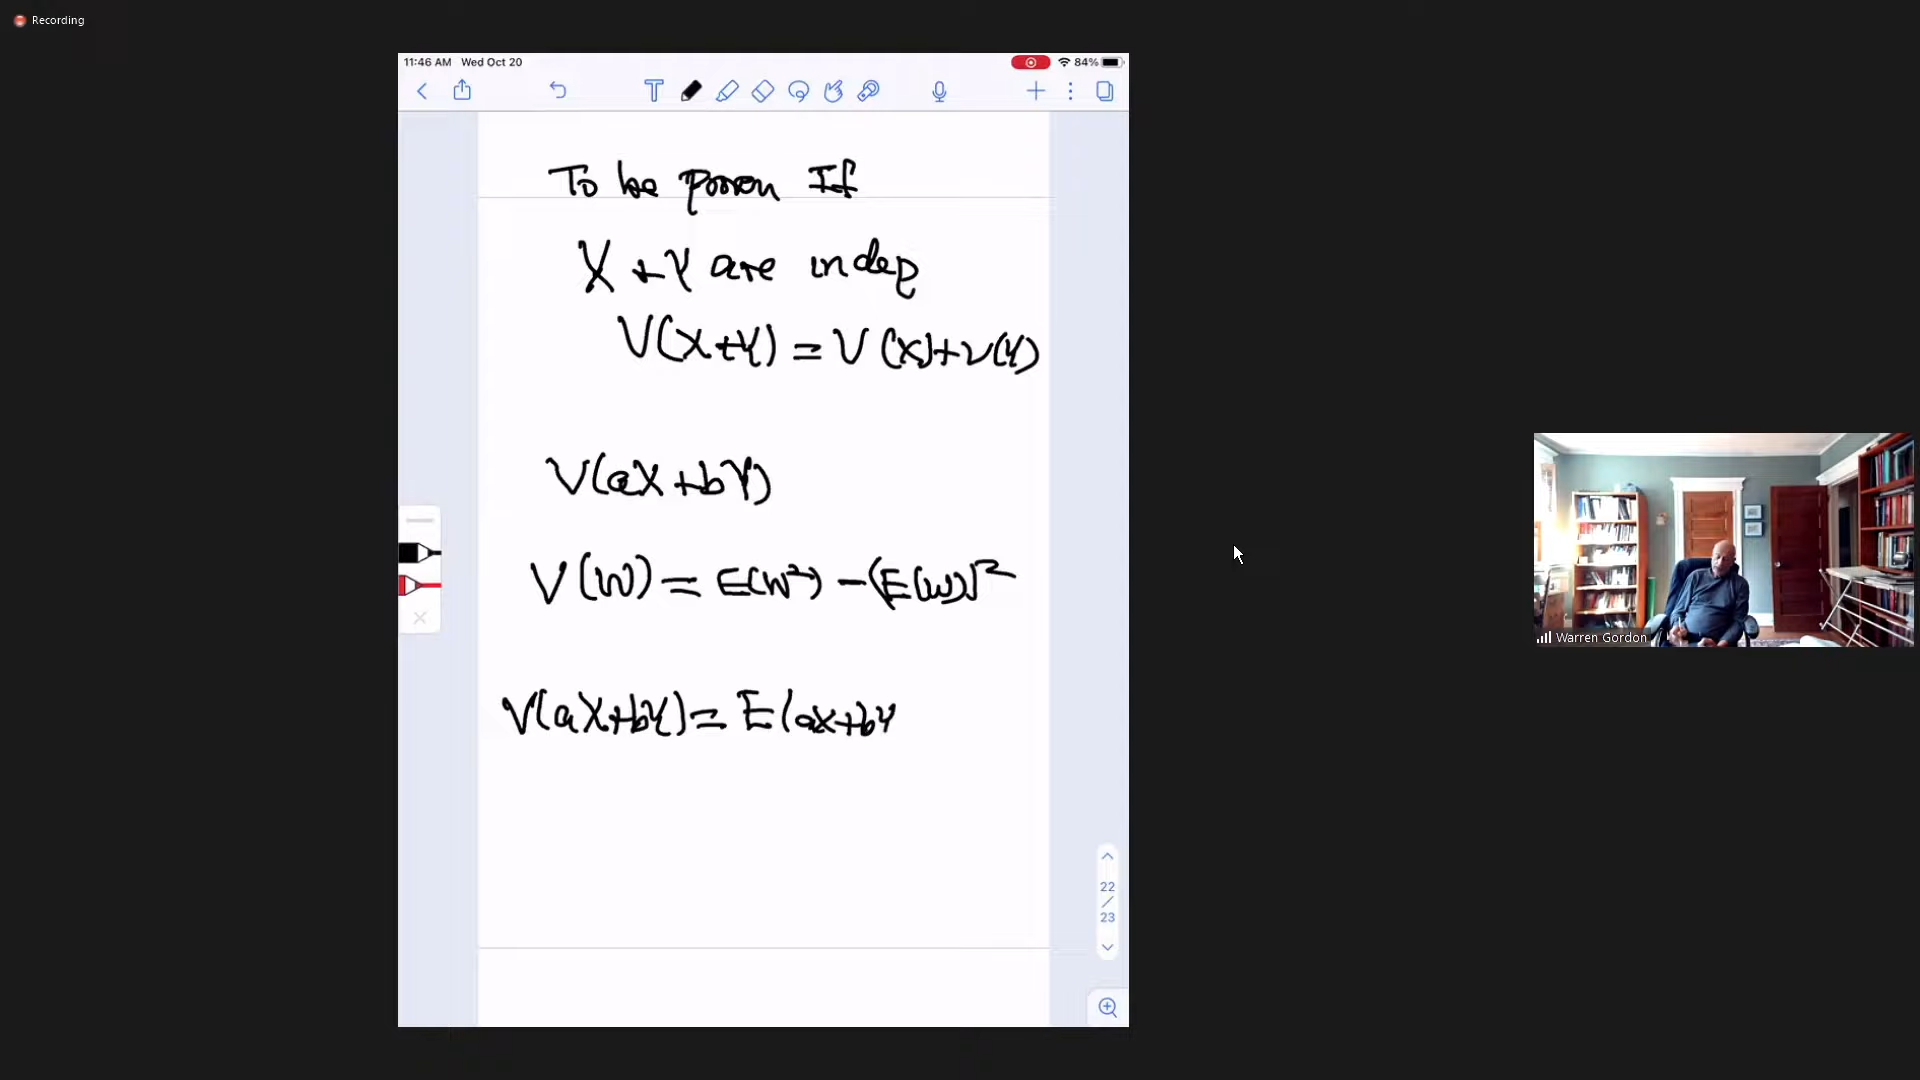 Recording
11:46 AM Wed Oct 20
84%
To be proven If
X + Y are indep
V(X+Y) = V(X)+V(Y)
V(aX+bY)
V(W) = E(W²) - (E(W))²
V(aX+bY) = E(aX+bY
22
/
23
Warren Gordon